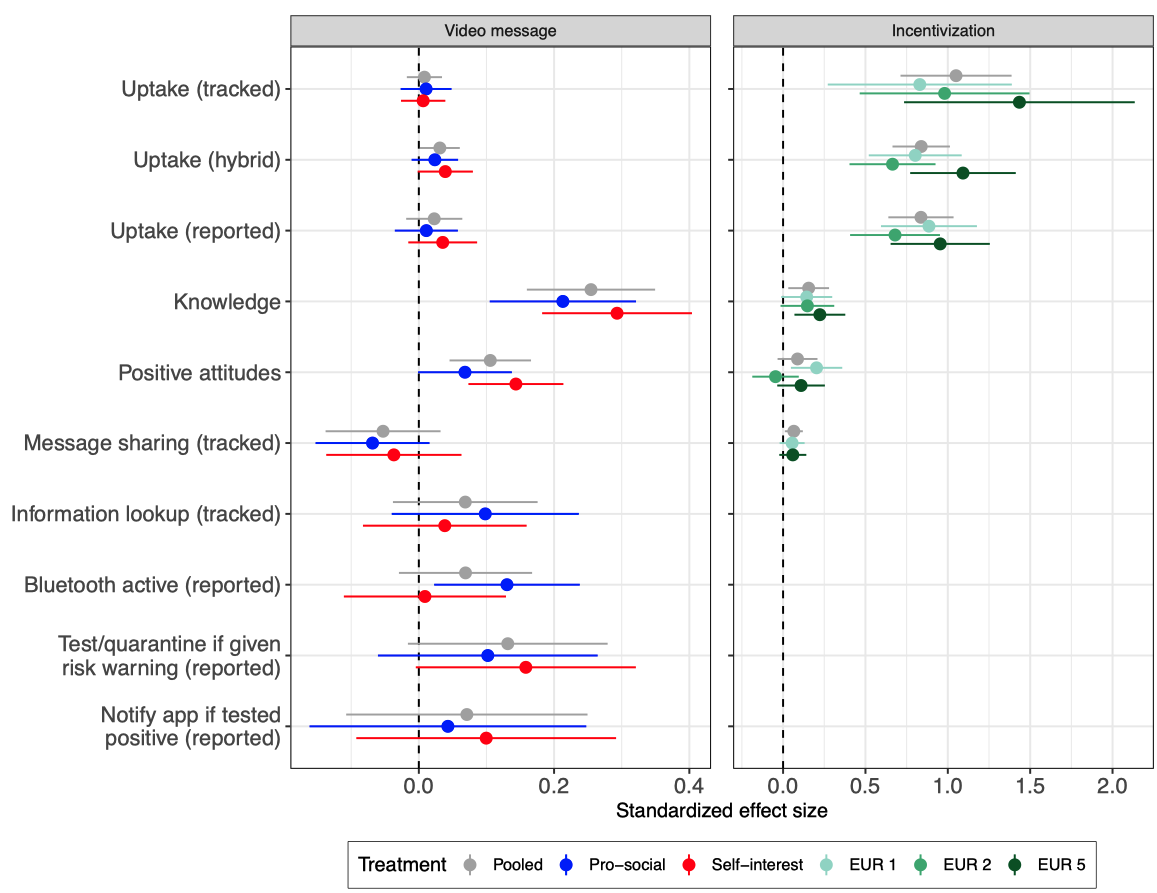 Video message
Incentivization
Uptake (tracked)
Uptake (hybrid)
Uptake (reported)
Knowledge
Positive attitudes
Message sharing (tracked)
Information lookup (tracked)
Bluetooth active (reported)
Test/quarantine if given
risk warning (reported)
Notify app if tested
positive (reported)
0.0 0.2 0.4
0.0 0.5 1.0 1.5 2.0
Standardized effect size
Treatment Pooled Pro−social Self−interest EUR 1 EUR 2 EUR 5